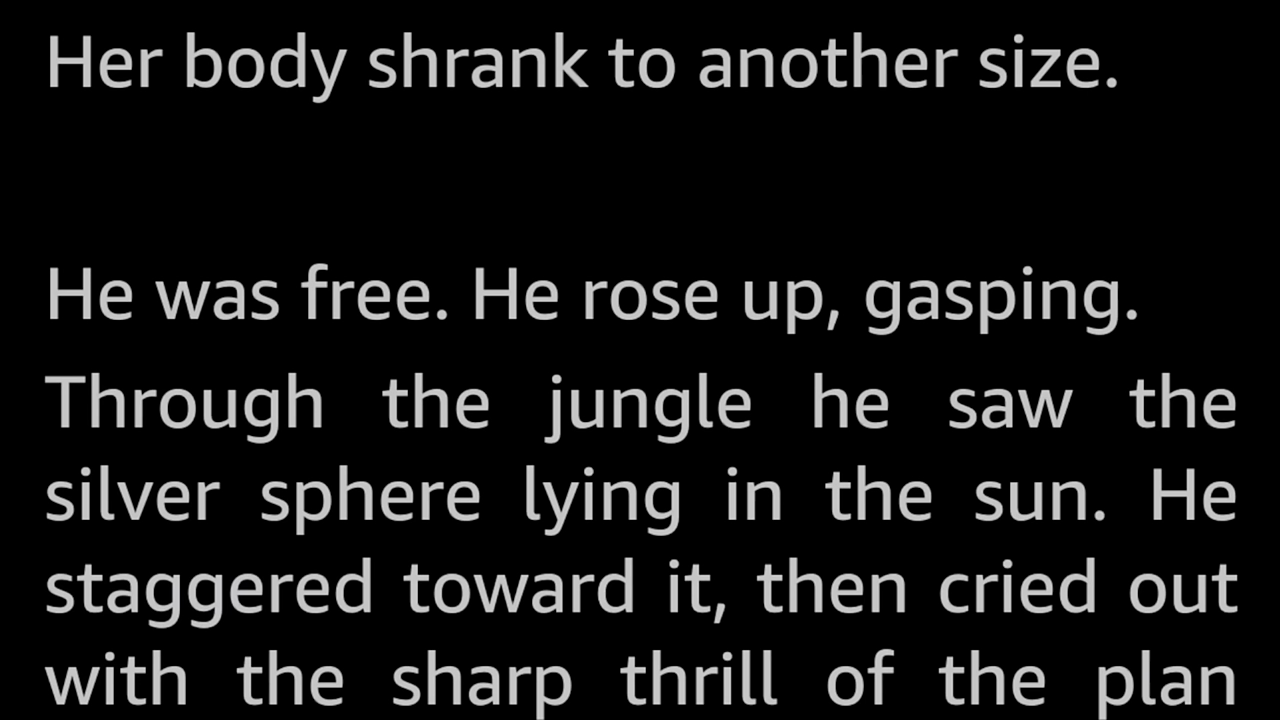 Her body shrank to another size.
He was free. He rose up, gasping.
Through the jungle he saw the
silver sphere lying in the sun. He
staggered toward it, then cried out
with the sharp thrill of the plan